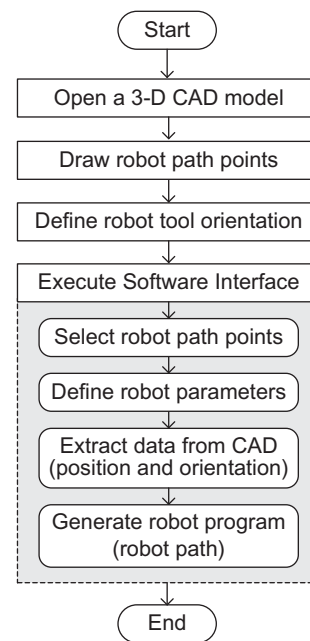 Start
Open a 3-D CAD model
Draw robot path points
Define robot tool orientation
Execute Software Interface
Select robot path points
Define robot parameters
Extract data from CAD
(position and orientation)
Generate robot program
(robot path)
End